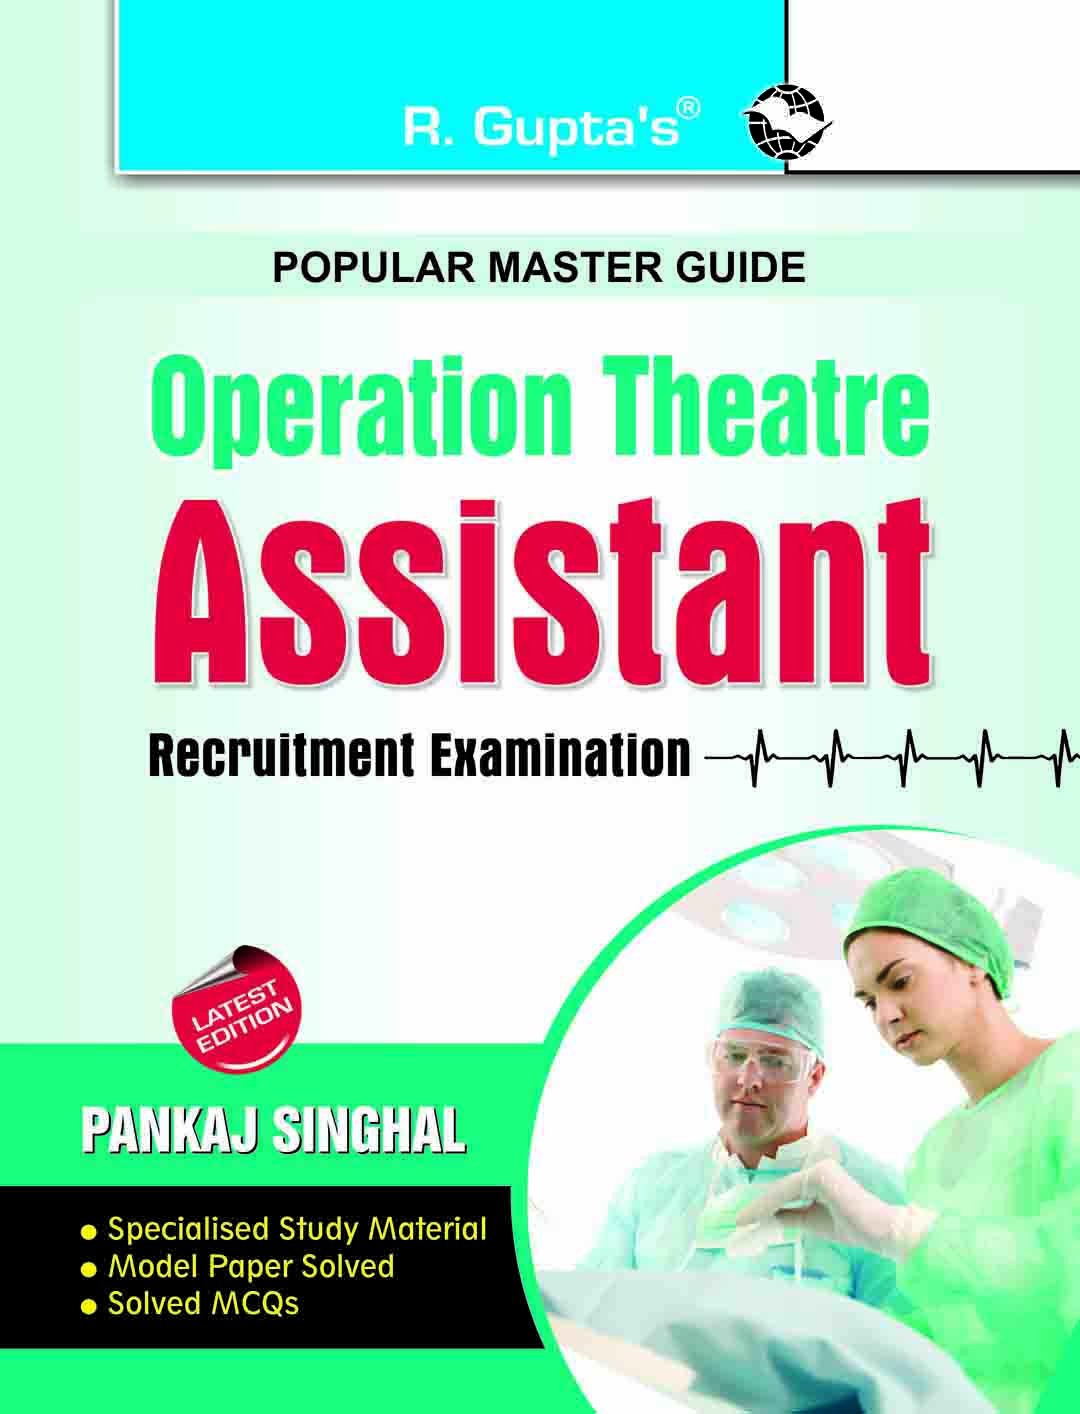 R. Gupta's®
POPULAR MASTER GUIDE
Operation Theatre
Assistant
Recruitment Examination
LATEST
EDITION
PANKAJ SINGHAL
● Specialised Study Material
● Model Paper Solved
● Solved MCQs